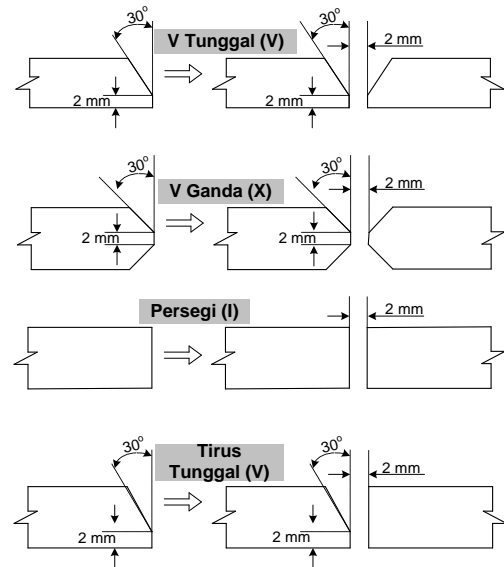 30°
30°
V Tunggal (V)
2 mm
2 mm
2 mm
30°
30°
V Ganda (X)
2 mm
2 mm
2 mm
Persegi (I)
2 mm
30°
30°
Tirus
Tunggal (V)
2 mm
2 mm
2 mm